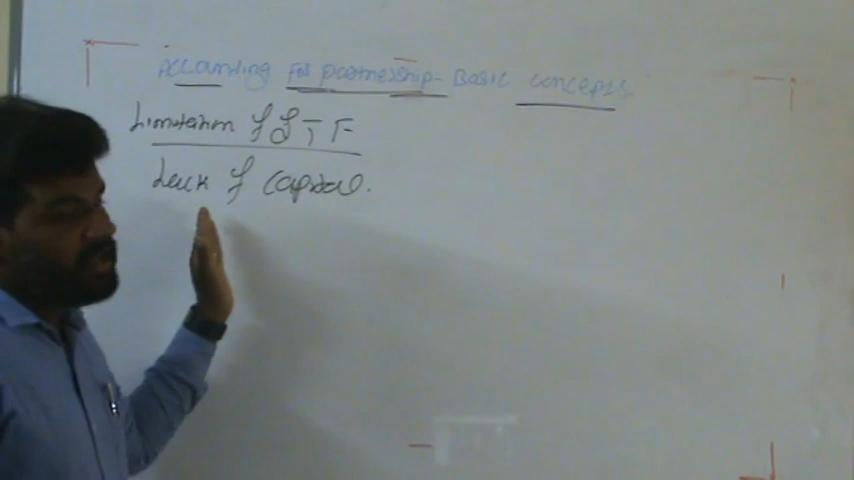 Accounting for partnership - Basic concepts
Limitation of S T F
Lack of capital.